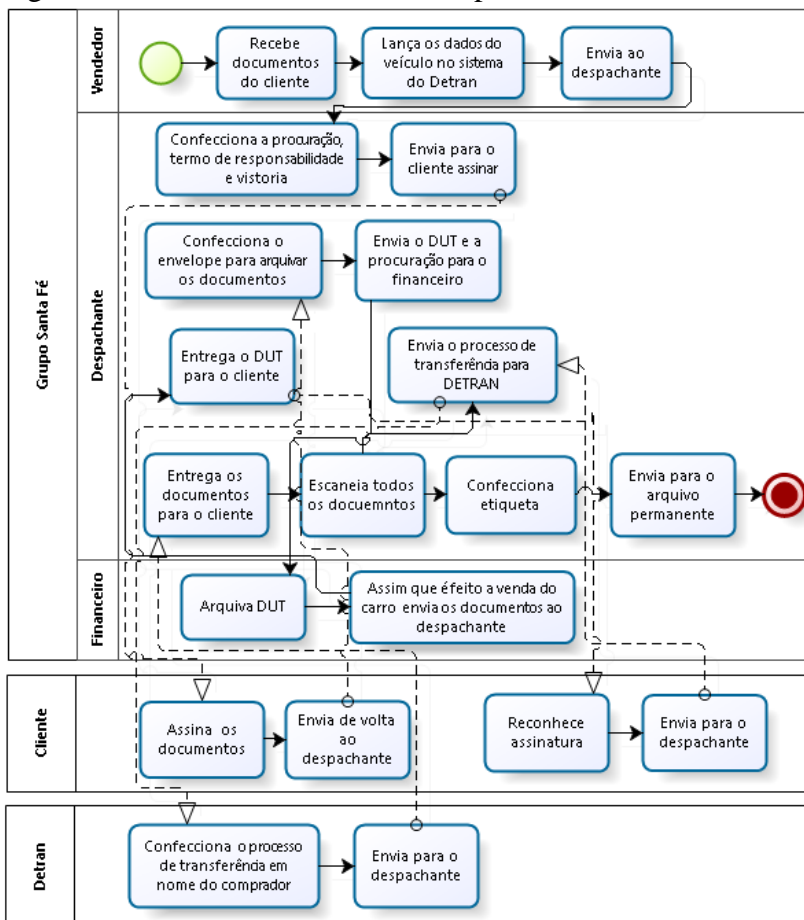 Grupo Santa Fé
Vendedor
Recebe
documentos
do cliente
Lança os dados do
veículo no sistema
do Detran
Envia ao
despachante
Despachante
Confecciona a procuração,
termo de responsabilidade
e vistoria
Envia para o
cliente assinar
Confecciona o
envelope para arquivar
os documentos
Envia o DUT e a
procuração para o
financeiro
Entrega o DUT
para o cliente
Envia o processo de
transferência para
DETRAN
Entrega os
documentos
para o cliente
Escaneia todos
os docuemntos
Confecciona
etiqueta
Envia para o
arquivo
permanente
Financeiro
Arquiva DUT
Assim que éfeito a venda do
carro envia os documentos ao
despachante
Cliente
Assina os
documentos
Envia de volta
ao
despachante
Reconhece
assinatura
Envia para o
despachante
Detran
Confecciona o processo
de transferência em
nome do comprador
Envia para o
despachante